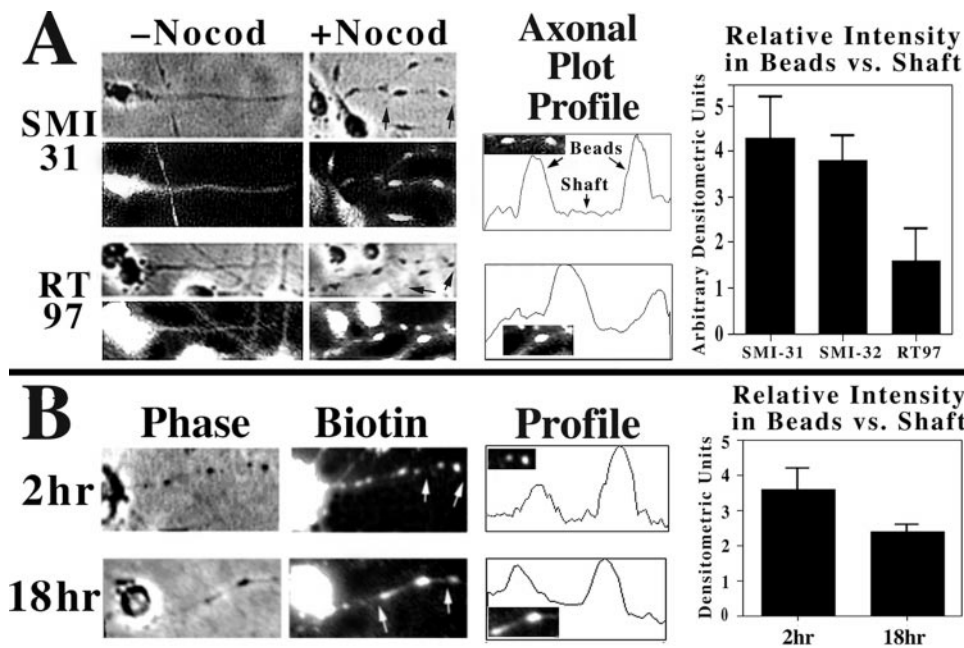 A
–Nocod
+Nocod
SMI
31
RT
97
Axonal
Plot
Profile
Beads
Shaft
Relative Intensity
in Beads vs. Shaft
Arbitrary Densitometric Units
5
4
3
2
1
0
SMI-31
SMI-32
RT97
B
Phase
Biotin
Profile
2hr
18hr
Relative Intensity
in Beads vs. Shaft
Densitometric Units
5
4
3
2
1
0
2hr
18hr